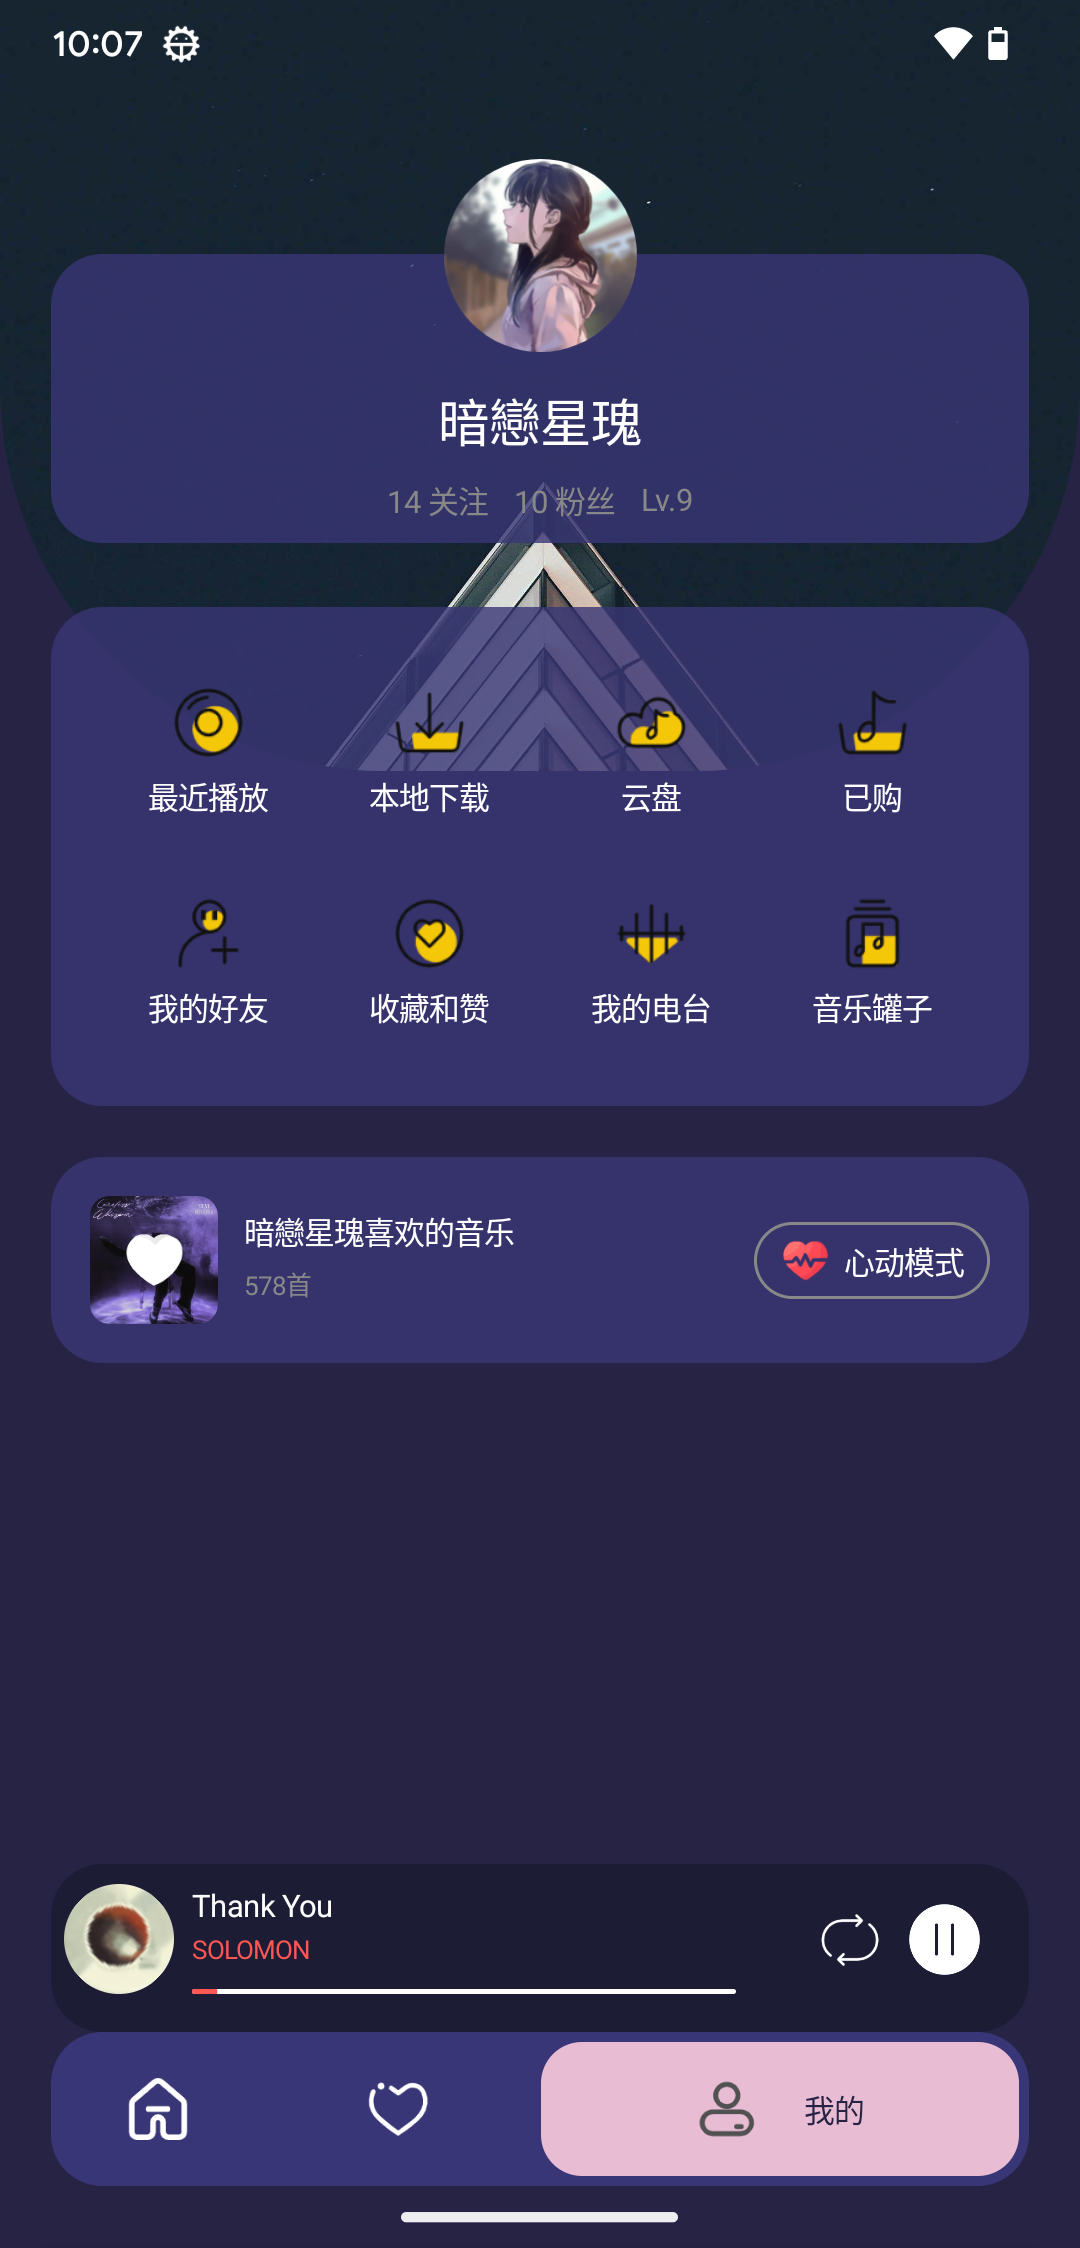 10:07
暗戀星瑰
14 关注 10 粉丝 Lv.9
最近播放 本地下载 云盘 已购
我的好友 收藏和赞 我的电台 音乐罐子
Careless
Whisper
暗戀星瑰喜欢的音乐
578首
心动模式
Thank You
SOLOMON
我的